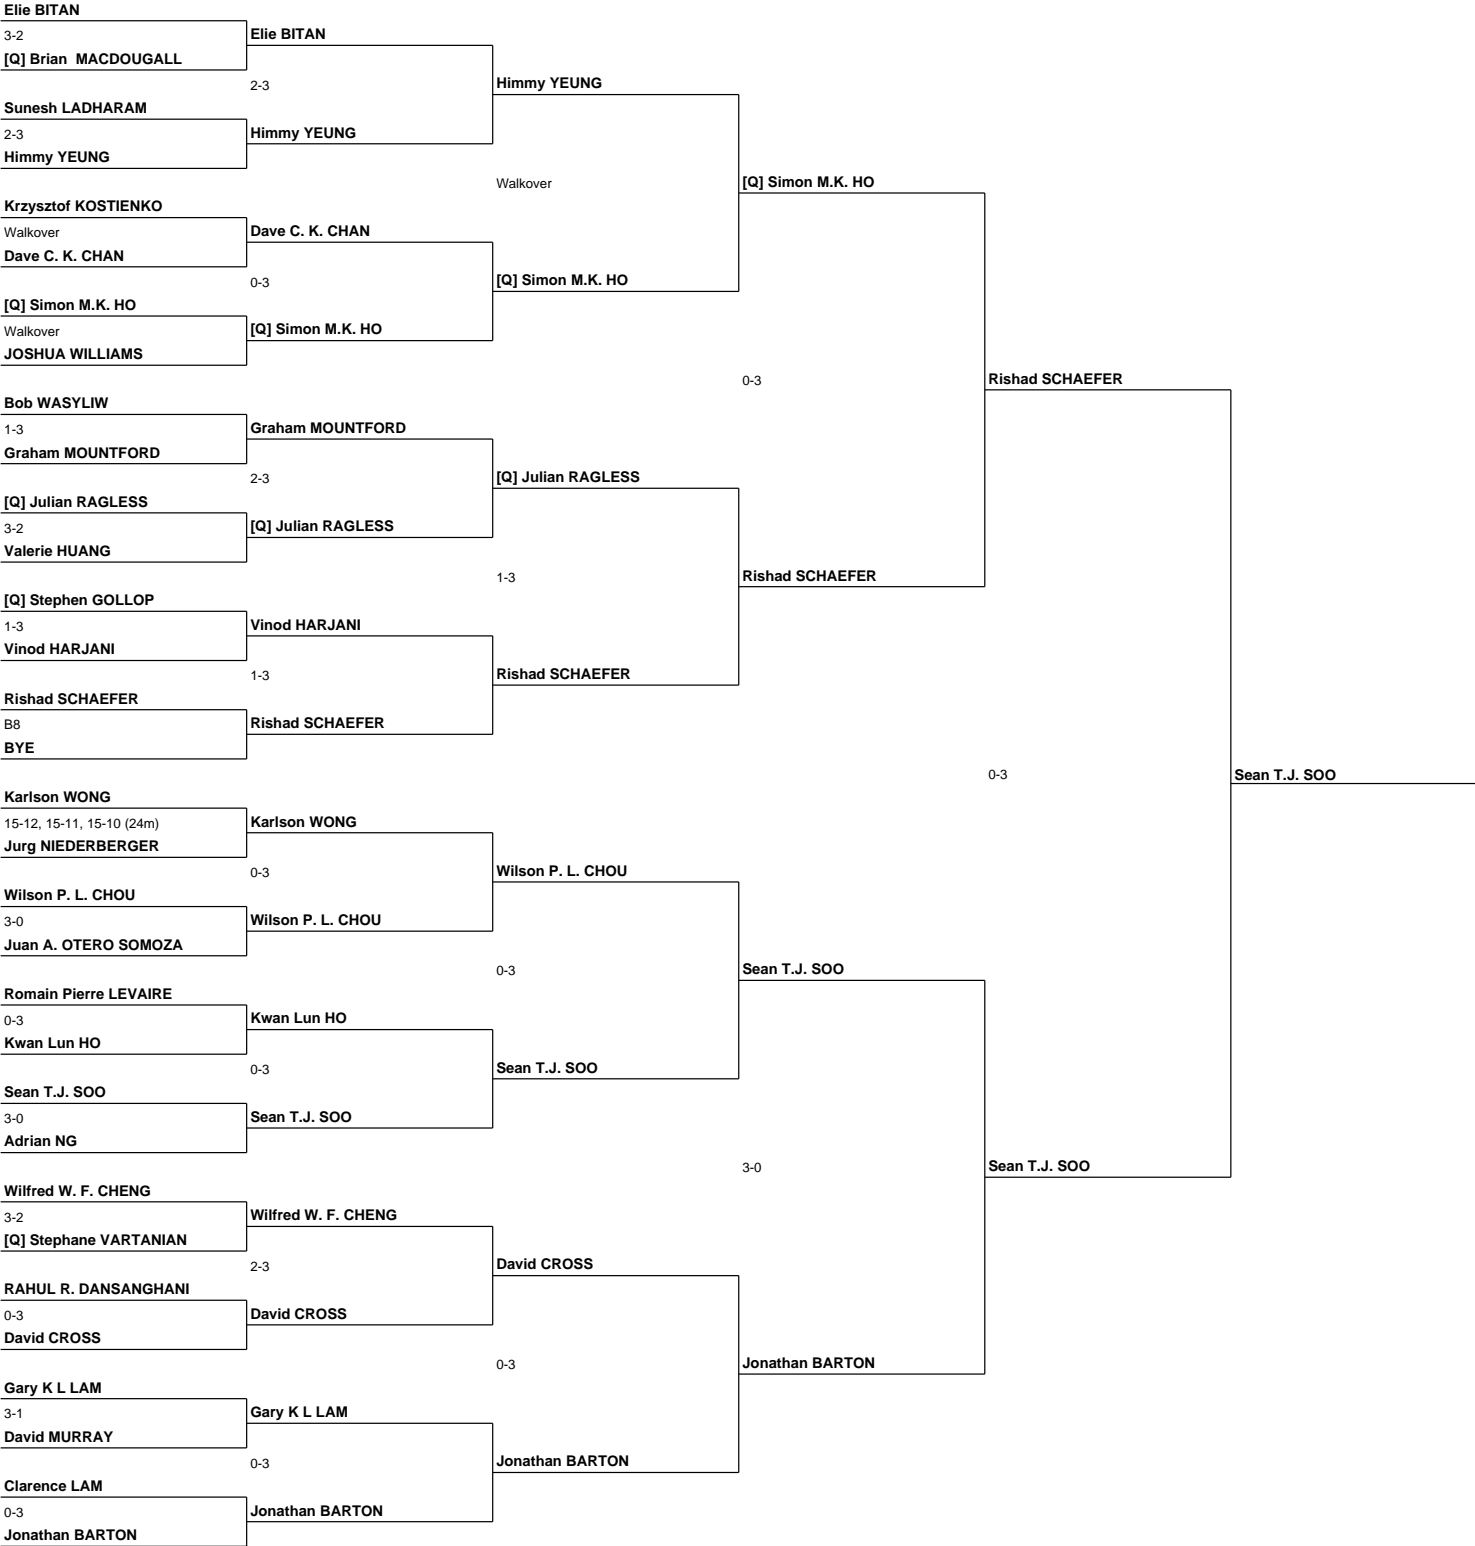 Elie BITAN
3-2
Elie BITAN
[Q] Brian  MACDOUGALL
2-3
Himmy YEUNG
Sunesh LADHARAM
2-3
Himmy YEUNG
Himmy YEUNG
Walkover
[Q] Simon M.K. HO
Krzysztof KOSTIENKO
Walkover
Dave C. K. CHAN
Dave C. K. CHAN
0-3
[Q] Simon M.K. HO
[Q] Simon M.K. HO
Walkover
[Q] Simon M.K. HO
JOSHUA WILLIAMS
0-3
Rishad SCHAEFER
Bob WASYLIW
1-3
Graham MOUNTFORD
Graham MOUNTFORD
2-3
[Q] Julian RAGLESS
[Q] Julian RAGLESS
3-2
[Q] Julian RAGLESS
Valerie HUANG
1-3
Rishad SCHAEFER
[Q] Stephen GOLLOP
1-3
Vinod HARJANI
Vinod HARJANI
1-3
Rishad SCHAEFER
Rishad SCHAEFER
B8
Rishad SCHAEFER
BYE
0-3
Sean T.J. SOO
Karlson WONG
15-12, 15-11, 15-10 (24m)
Karlson WONG
Jurg NIEDERBERGER
0-3
Wilson P. L. CHOU
Wilson P. L. CHOU
3-0
Wilson P. L. CHOU
Juan A. OTERO SOMOZA
0-3
Sean T.J. SOO
Romain Pierre LEVAIRE
0-3
Kwan Lun HO
Kwan Lun HO
0-3
Sean T.J. SOO
Sean T.J. SOO
3-0
Sean T.J. SOO
Adrian NG
3-0
Sean T.J. SOO
Wilfred W. F. CHENG
3-2
Wilfred W. F. CHENG
[Q] Stephane VARTANIAN
2-3
David CROSS
RAHUL R. DANSANGHANI
0-3
David CROSS
David CROSS
0-3
Jonathan BARTON
Gary K L LAM
3-1
Gary K L LAM
David MURRAY
0-3
Jonathan BARTON
Clarence LAM
0-3
Jonathan BARTON
Jonathan BARTON